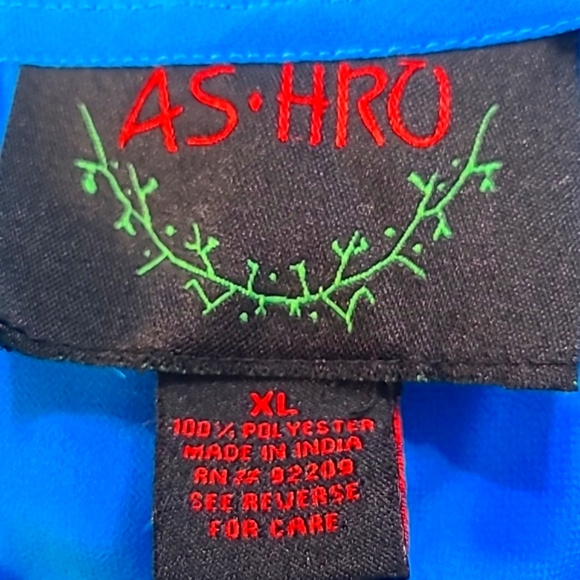 AS•HRO
XL
100% POLYESTER
MADE IN INDIA
RN# 92209
SEE REVERSE
FOR CARE